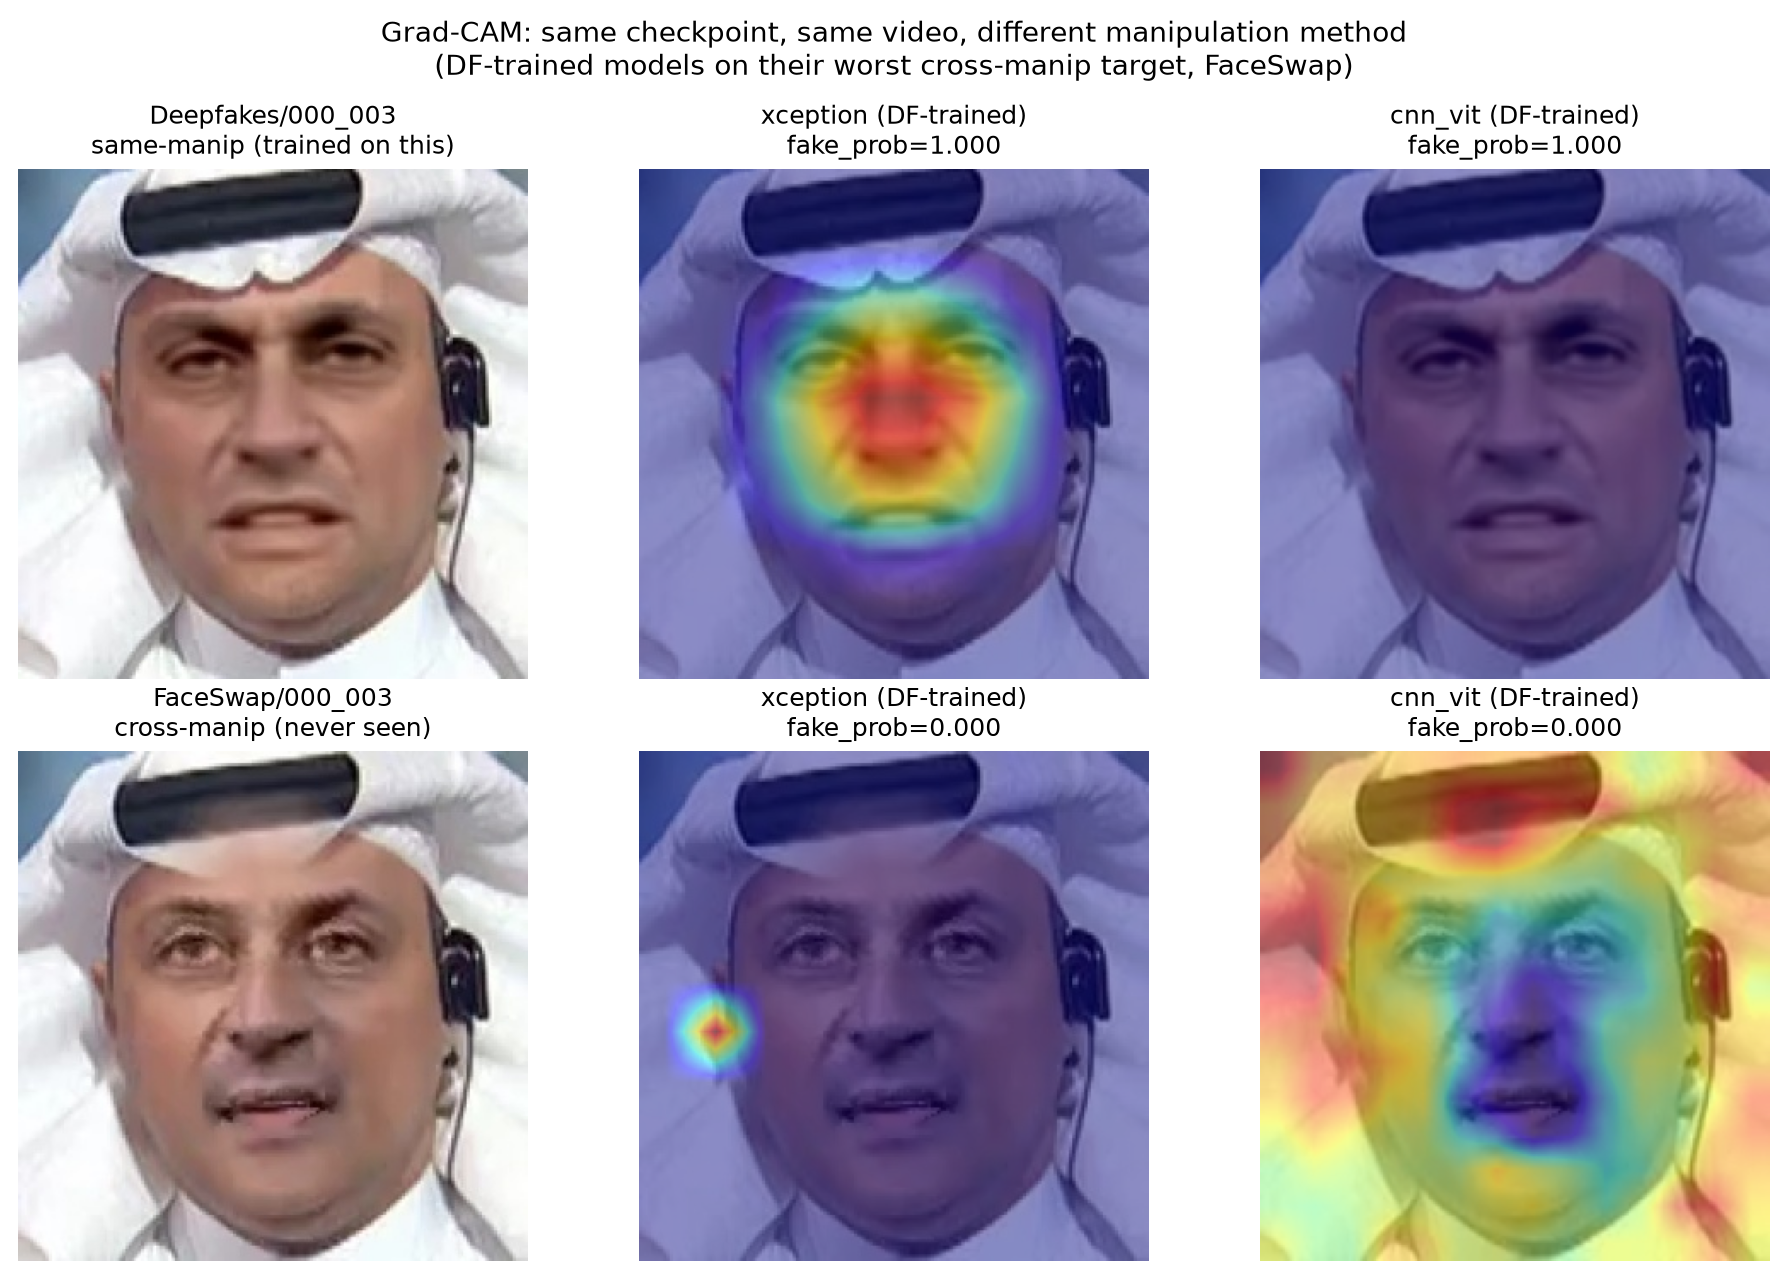 Grad-CAM: same checkpoint, same video, different manipulation method
(DF-trained models on their worst cross-manip target, FaceSwap)
Deepfakes/000_003
same-manip (trained on this)
xception (DF-trained)
fake_prob=1.000
cnn_vit (DF-trained)
fake_prob=1.000
FaceSwap/000_003
cross-manip (never seen)
xception (DF-trained)
fake_prob=0.000
cnn_vit (DF-trained)
fake_prob=0.000